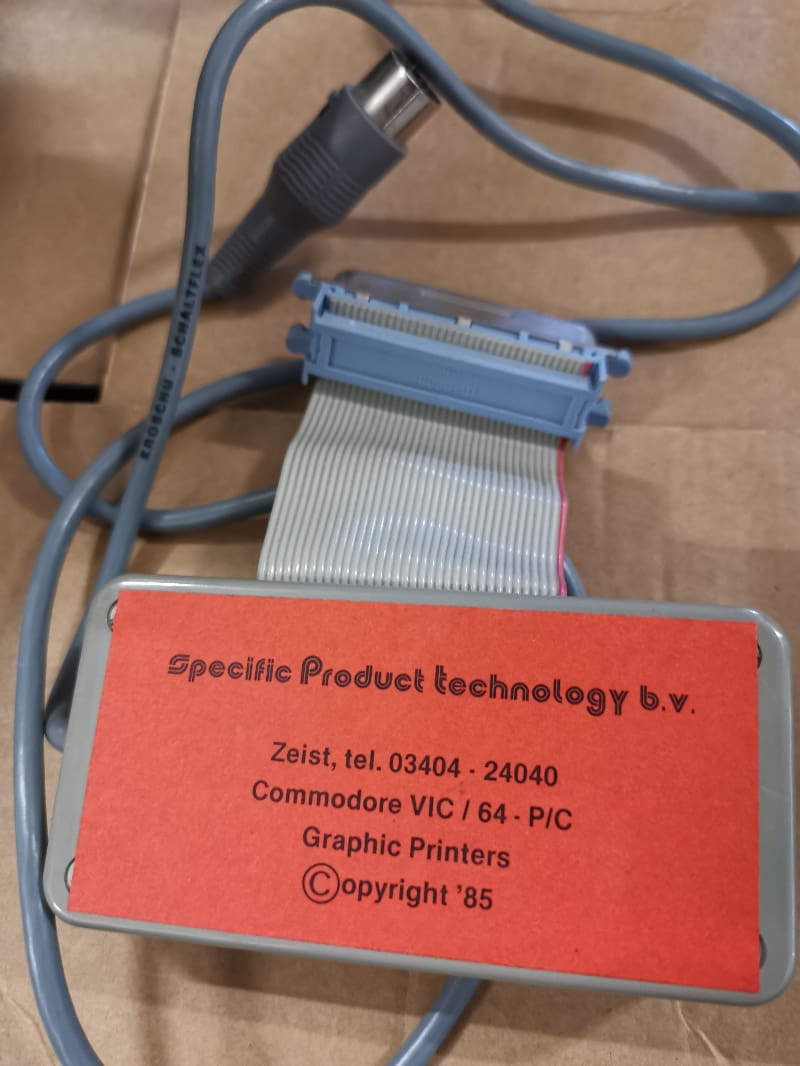 KROSCHU - SCHALTFLEX
Specific Product technology b.v.
Zeist, tel. 03404 - 24040
Commodore VIC / 64 - P/C
Graphic Printers
©opyright '85